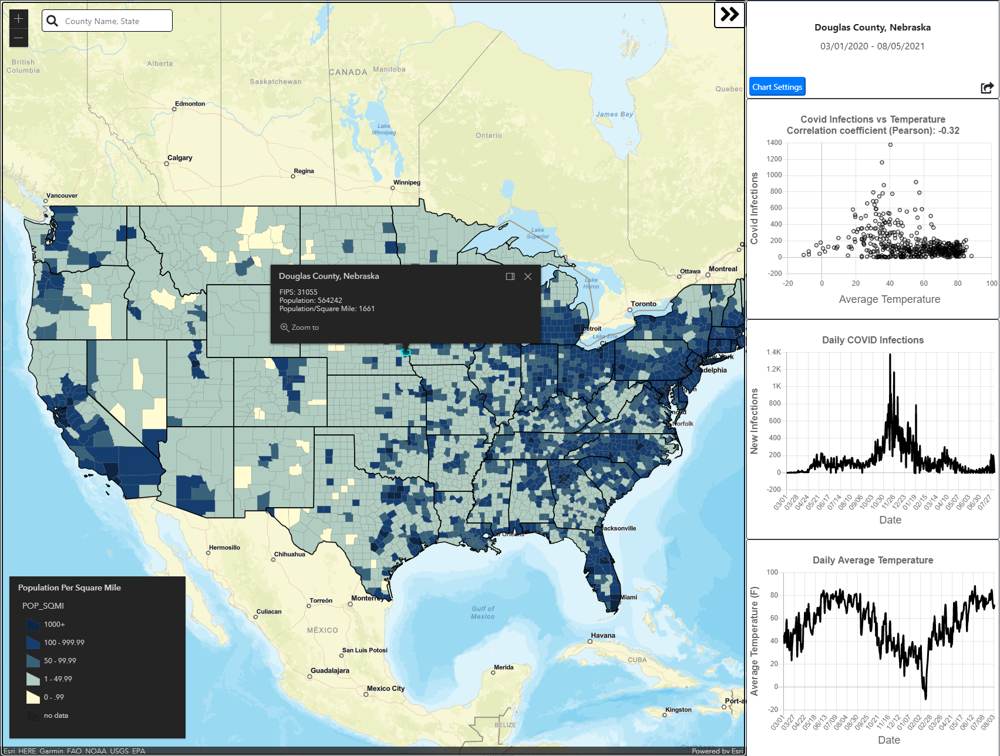 County Name, State
British
Columbia
Alberta
Saskatchewan
CANADA
Manitoba
Ontario
Quebec
James Bay
Edmonton
Lake
Winnipeg
Calgary
Regina
Winnipeg
Vancouver
Lake
Superior
Ottawa
Montreal
Lake
Huron
Toronto
etroit
Lake Erie
New York
adelphia
Norfolk
Jacksonville
w Orleans
Miami
Hermosillo
Chihuahua
Torreón
Monterrey
Culiacan
Gulf of
Mexico
MÉXICO
San Luis Potosi
Guadalajara
Mexico City
Merida
Havana
CUBA
Kingston
Port-a
BELIZE
Douglas County, Nebraska
FIPS: 31055
Population: 564242
Population/Square Mile: 1661
Zoom to
Population Per Square Mile
POP_SQMI
1000+
100 - 999.99
50 - 99.99
1 - 49.99
0 - .99
no data
Esri, HERE, Garmin, FAO, NOAA, USGS, EPA
Powered by Esri
Douglas County, Nebraska
03/01/2020 - 08/05/2021
Chart Settings
Covid Infections vs Temperature
Correlation coefficient (Pearson): -0.32
Covid Infections
1400
1200
1000
800
600
400
200
0
-200
-20 0 20 40 60 80 100
Average Temperature
Daily COVID Infections
New Infections
1.4K
1.2K
1K
800
600
400
200
0
-200
03/01 03/28 04/24 05/21 06/17 07/14 08/10 09/06 10/03 10/30 11/26 12/23 01/19 02/15 03/14 04/10 05/07 06/03 06/30 07/27
Date
Daily Average Temperature
Average Temperature (F)
100
80
60
40
20
0
-20
03/01 03/27 04/22 05/18 06/13 07/09 08/04 08/30 09/25 10/21 11/16 12/12 01/07 02/02 02/28 03/26 04/21 05/17 06/12 07/08 08/03
Date